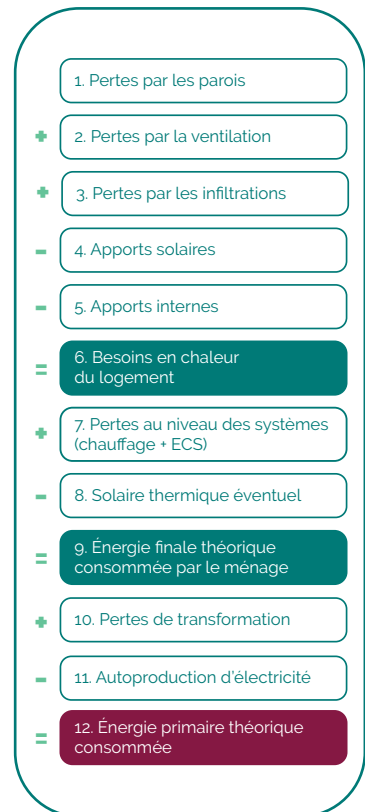 1. Pertes par les parois
+ 2. Pertes par la ventilation
+ 3. Pertes par les infiltrations
- 4. Apports solaires
- 5. Apports internes
= 6. Besoins en chaleur
du logement
+ 7. Pertes au niveau des systèmes
(chauffage + ECS)
- 8. Solaire thermique éventuel
= 9. Énergie finale théorique
consommée par le ménage
+ 10. Pertes de transformation
- 11. Autoproduction d'électricité
= 12. Énergie primaire théorique
consommée